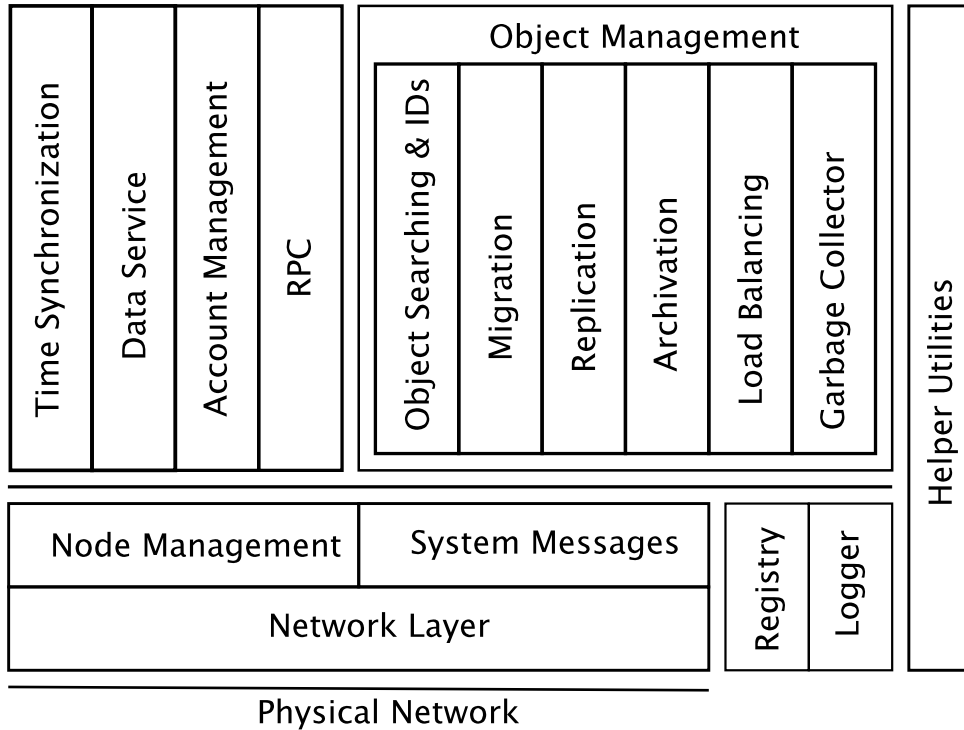 Time Synchronization
Data Service
Account Management
RPC
Object Management
Object Searching & IDs
Migration
Replication
Archivation
Load Balancing
Garbage Collector
Helper Utilities
Node Management
System Messages
Network Layer
Registry
Logger
Physical Network